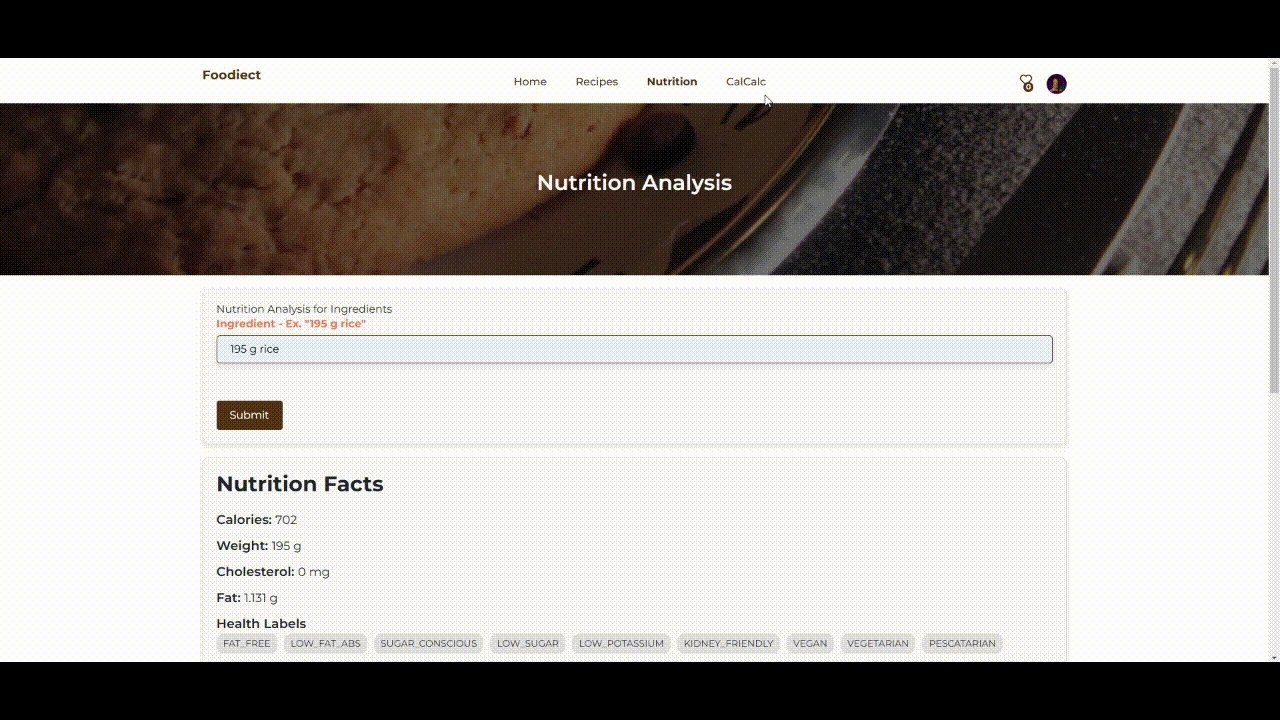 Foodiect
Home Recipes Nutrition CalCalc
0
Nutrition Analysis
Nutrition Analysis for Ingredients
Ingredient - Ex. "195 g rice"
195 g rice
Submit
Nutrition Facts
Calories: 702
Weight: 195 g
Cholesterol: 0 mg
Fat: 1.131 g
Health Labels
FAT_FREE LOW_FAT_ABS SUGAR_CONSCIOUS LOW_SUGAR LOW_POTASSIUM KIDNEY_FRIENDLY VEGAN VEGETARIAN PESCATARIAN